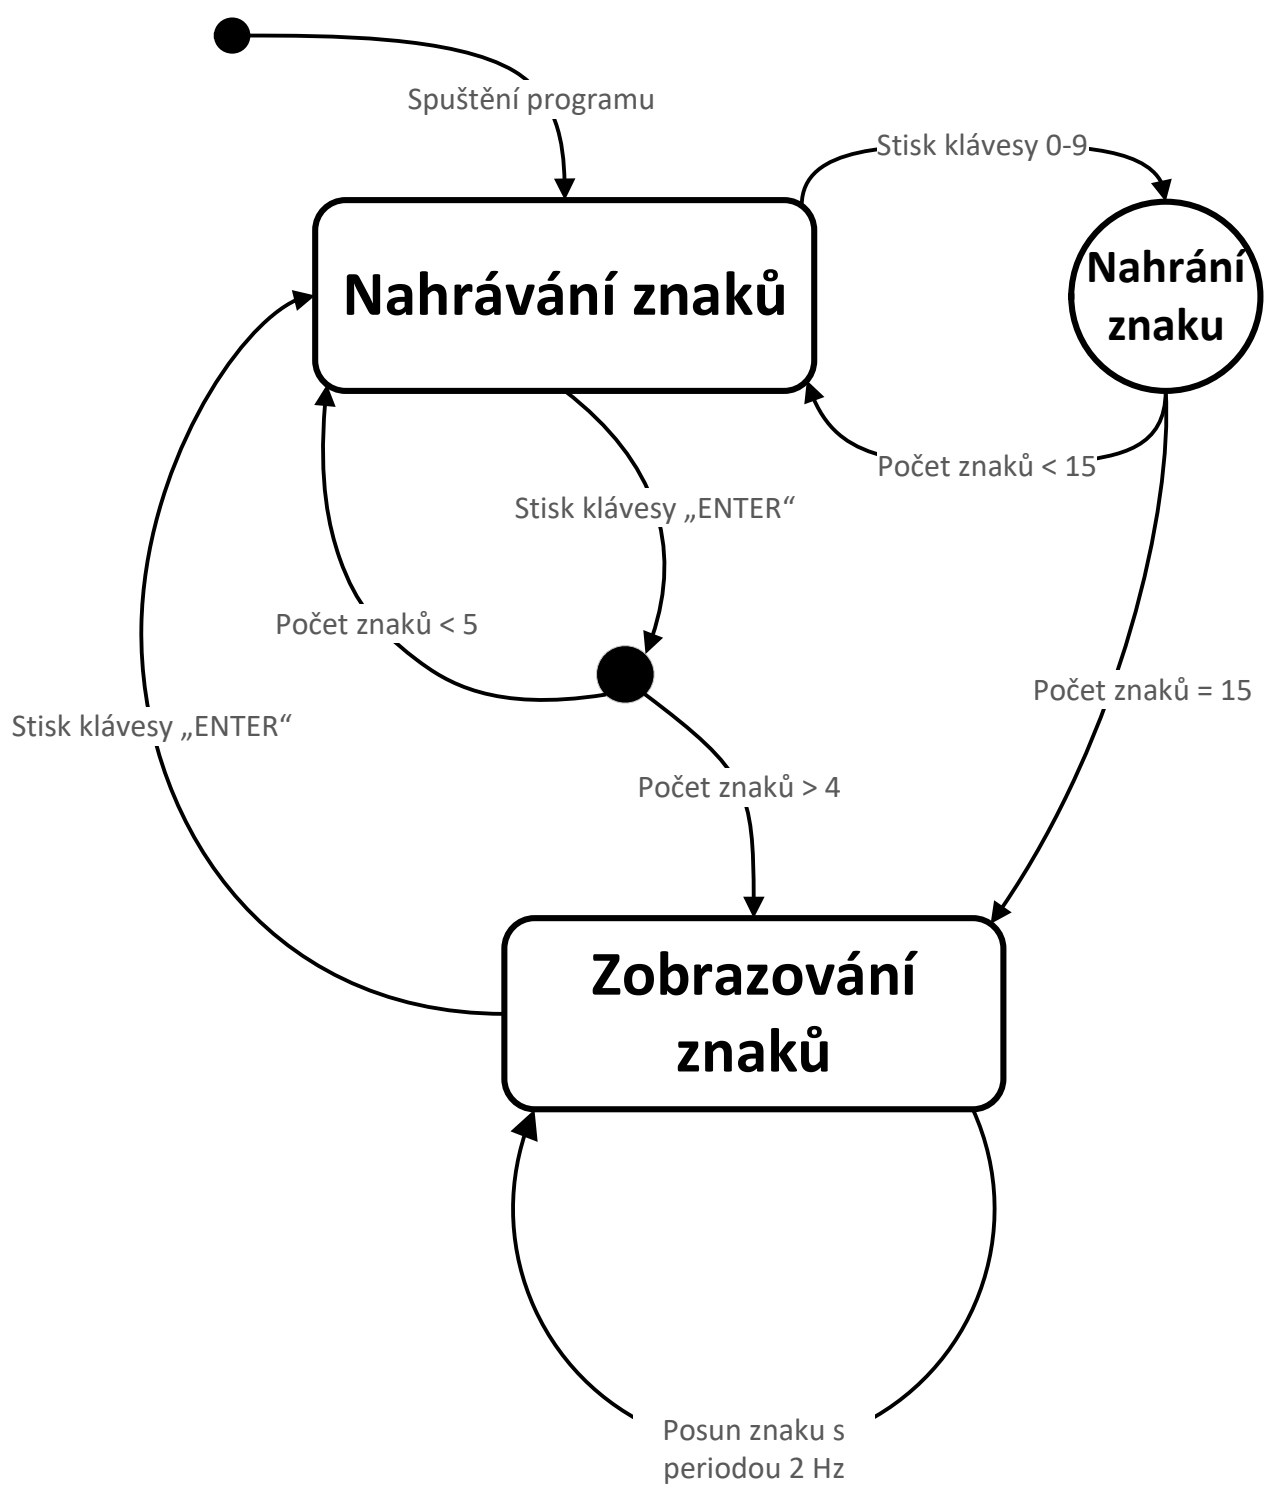 Spuštění programu
Stisk klávesy 0-9
Nahrávání znaků
Nahrání
znaku
Počet znaků < 15
Stisk klávesy „ENTER“
Počet znaků < 5
Počet znaků = 15
Stisk klávesy „ENTER“
Počet znaků > 4
Zobrazování
znaků
Posun znaku s
periodou 2 Hz